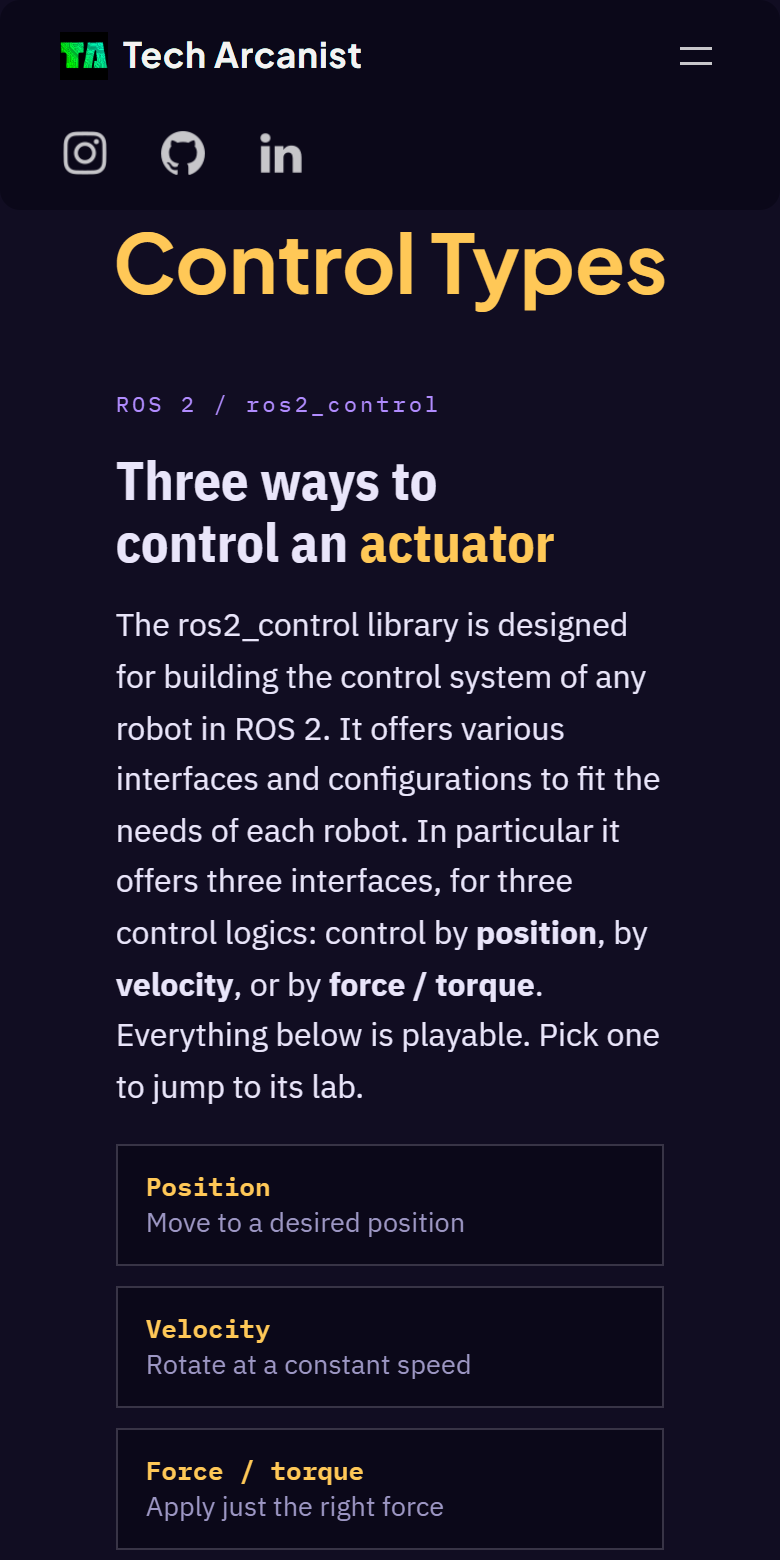 TA Tech Arcanist
Control Types
ROS 2 / ros2_control
Three ways to
control an actuator
The ros2_control library is designed
for building the control system of any
robot in ROS 2. It offers various
interfaces and configurations to fit the
needs of each robot. In particular it
offers three interfaces, for three
control logics: control by position, by
velocity, or by force / torque.
Everything below is playable. Pick one
to jump to its lab.
Position
Move to a desired position
Velocity
Rotate at a constant speed
Force / torque
Apply just the right force